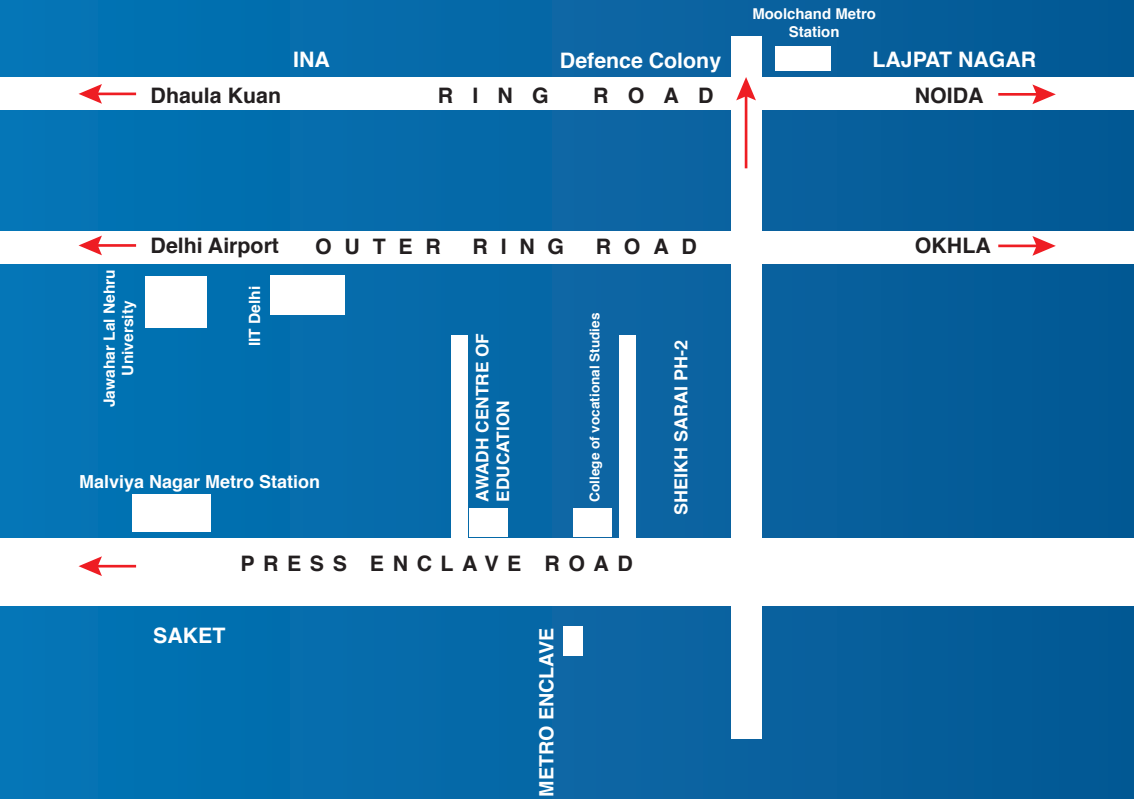 Moolchand Metro
Station
INA
Defence Colony
LAJPAT NAGAR
Dhaula Kuan
RING ROAD
NOIDA
Delhi Airport
OUTER RING ROAD
OKHLA
Jawahar Lal Nehru
University
IIT Delhi
AWADH CENTRE OF
EDUCATION
College of vocational Studies
SHEIKH SARAI PH-2
Malviya Nagar Metro Station
PRESS ENCLAVE ROAD
SAKET
METRO ENCLAVE